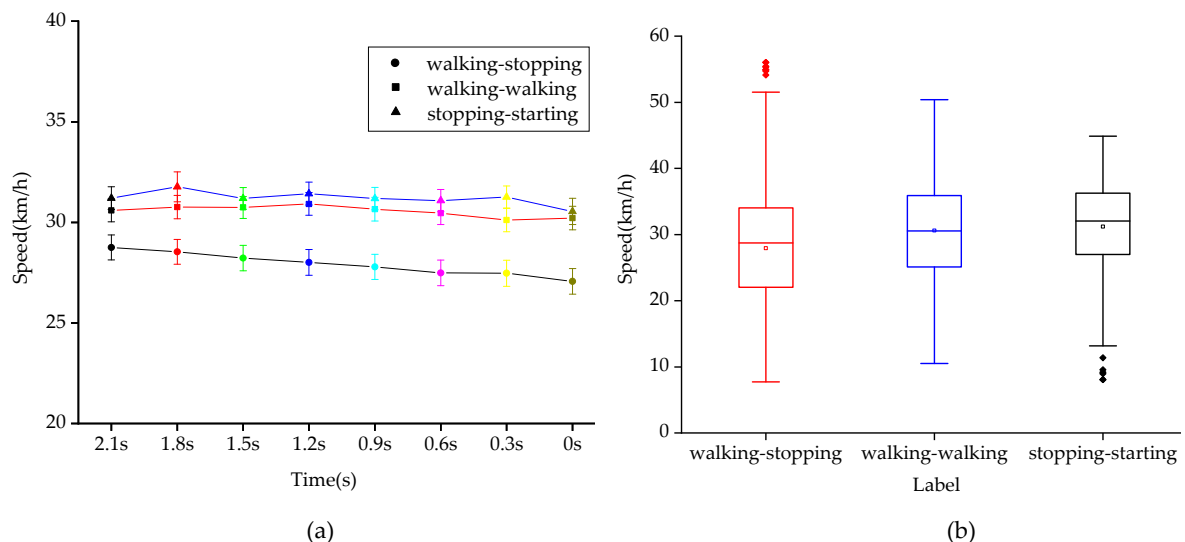 40
35
30
25
20
Speed(km/h)
walking-stopping
walking-walking
stopping-starting
2.1s 1.8s 1.5s 1.2s 0.9s 0.6s 0.3s 0s
Time(s)
(a)
60
50
40
30
20
10
0
Speed(km/h)
walking-stopping walking-walking stopping-starting
Label
(b)